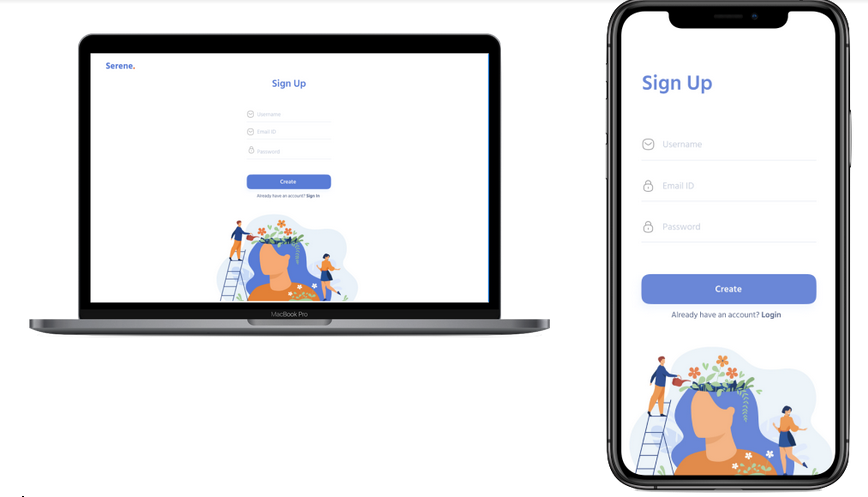 Serene.
Sign Up
Username
Email ID
Password
Create
Already have an account? Sign In
MacBook Pro
Sign Up
Username
Email ID
Password
Create
Already have an account? Login